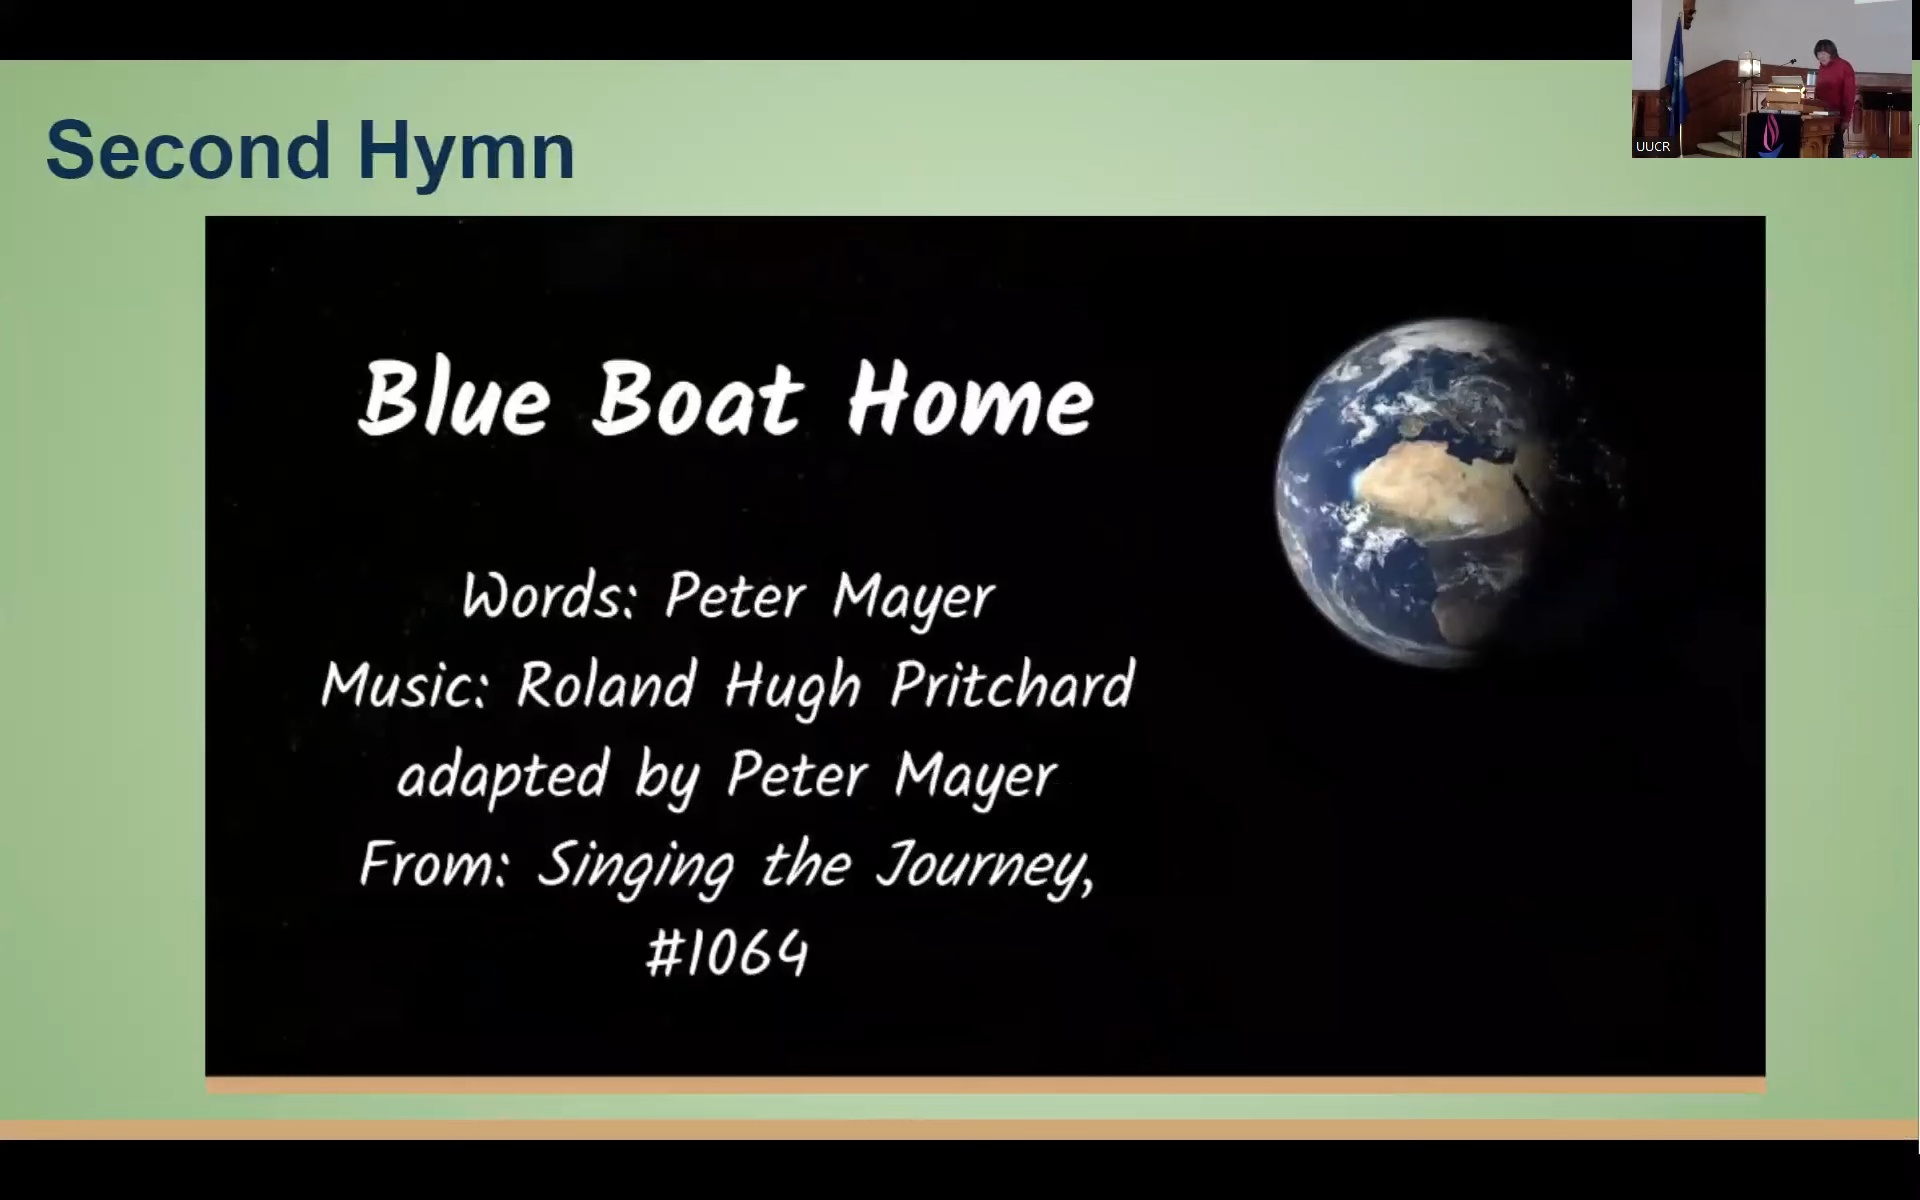 Second Hymn
UUCR
Blue Boat Home
Words: Peter Mayer
Music: Roland Hugh Pritchard
adapted by Peter Mayer
From: Singing the Journey,
#1064